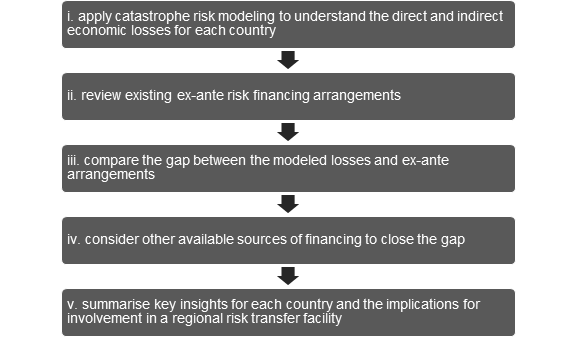 i. apply catastrophe risk modeling to understand the direct and indirect
economic losses for each country
ii. review existing ex-ante risk financing arrangements
iii. compare the gap between the modeled losses and ex-ante
arrangements
iv. consider other available sources of financing to close the gap
v. summarise key insights for each country and the implications for
involvement in a regional risk transfer facility